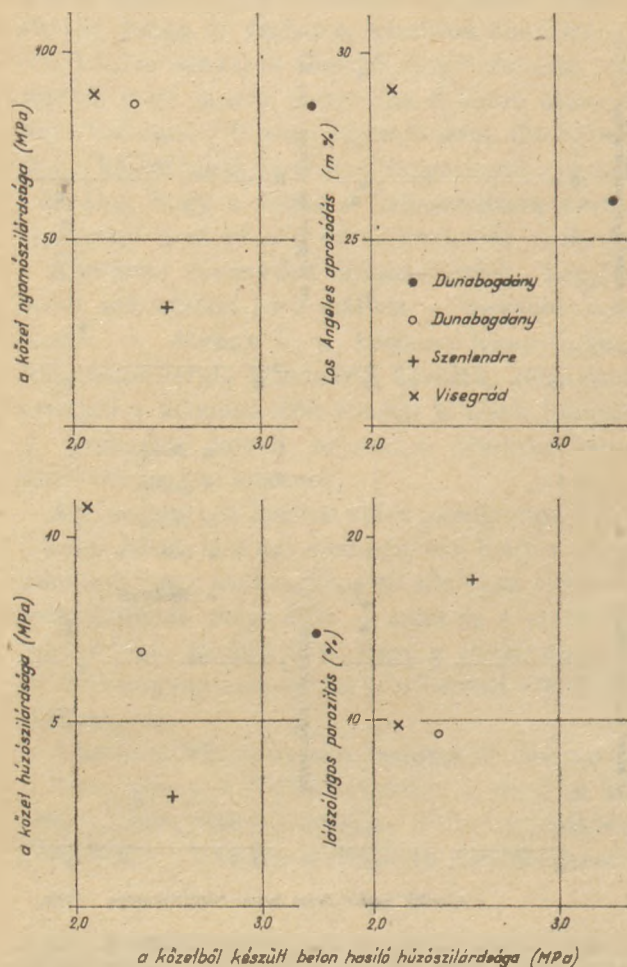 100
50
2,0 3,0
a kőzet nyomószilárdsága (MPa)
30
25
2,0 3,0
Los Angeles aprozódás (m %)
Dunabogdány
Dunabogdány
Szentendre
Visegrád
10
5
2,0 3,0
a kőzet húzószilárdsága (MPa)
20
10
2,0 3,0
látszólagos porozitás (%)
a kőzetből készült beton hasító húzószilárdsága (MPa)